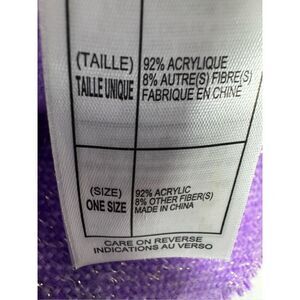 (TAILLE)
TAILLE UNIQUE
92% ACRYLIQUE
8% AUTRE(S) FIBRE(S)
FABRIQUE EN CHINE
(SIZE)
ONE SIZE
92% ACRYLIC
8% OTHER FIBER(S)
MADE IN CHINA
CARE ON REVERSE
INDICATIONS AU VERSO